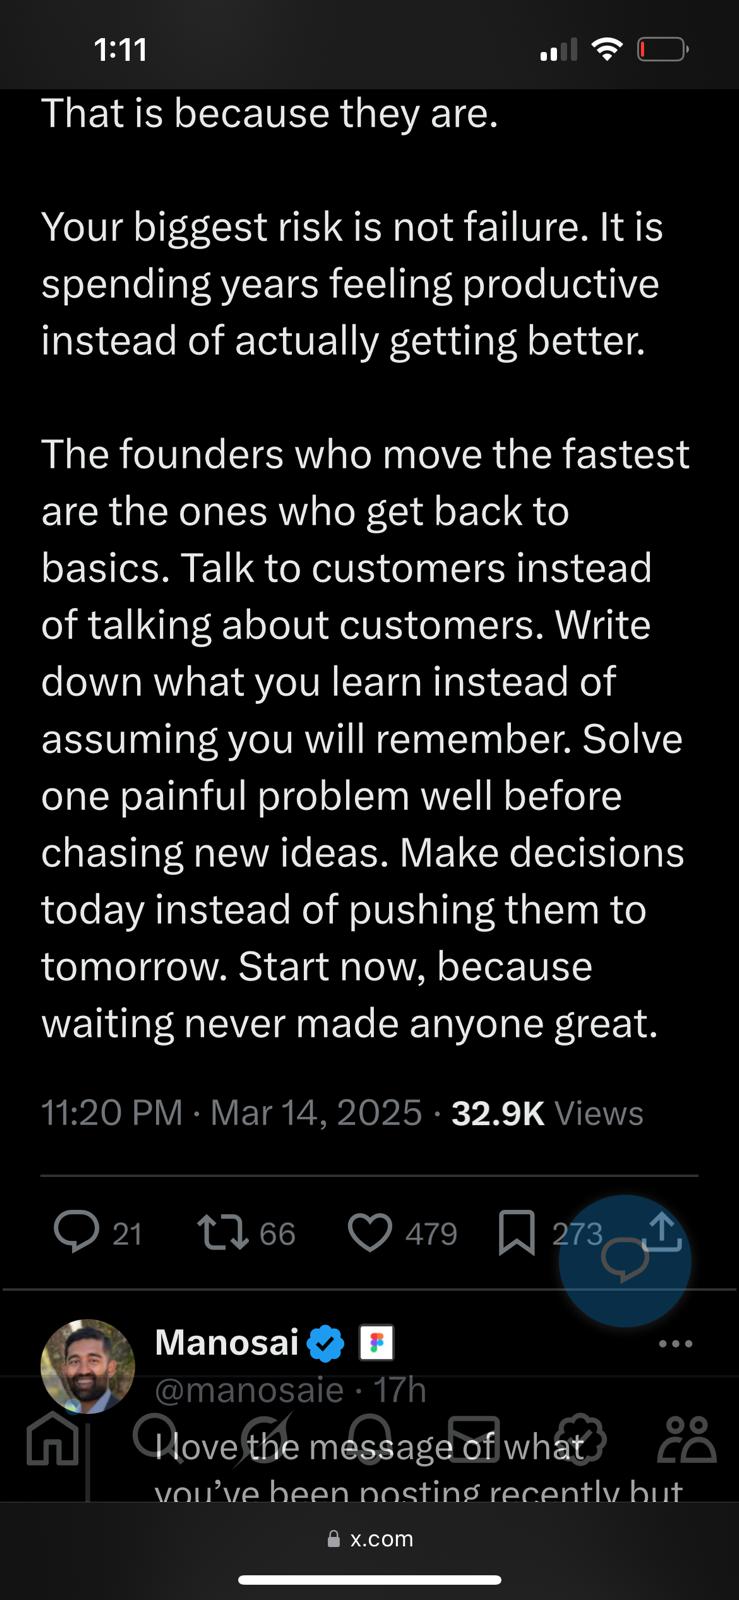 1:11
That is because they are.
Your biggest risk is not failure. It is
spending years feeling productive
instead of actually getting better.
The founders who move the fastest
are the ones who get back to
basics. Talk to customers instead
of talking about customers. Write
down what you learn instead of
assuming you will remember. Solve
one painful problem well before
chasing new ideas. Make decisions
today instead of pushing them to
tomorrow. Start now, because
waiting never made anyone great.
11:20 PM · Mar 14, 2025 · 32.9K Views
21 66 479 273
Manosai
@manosaie · 17h
I love the message of what
you’ve been posting recently but
x.com